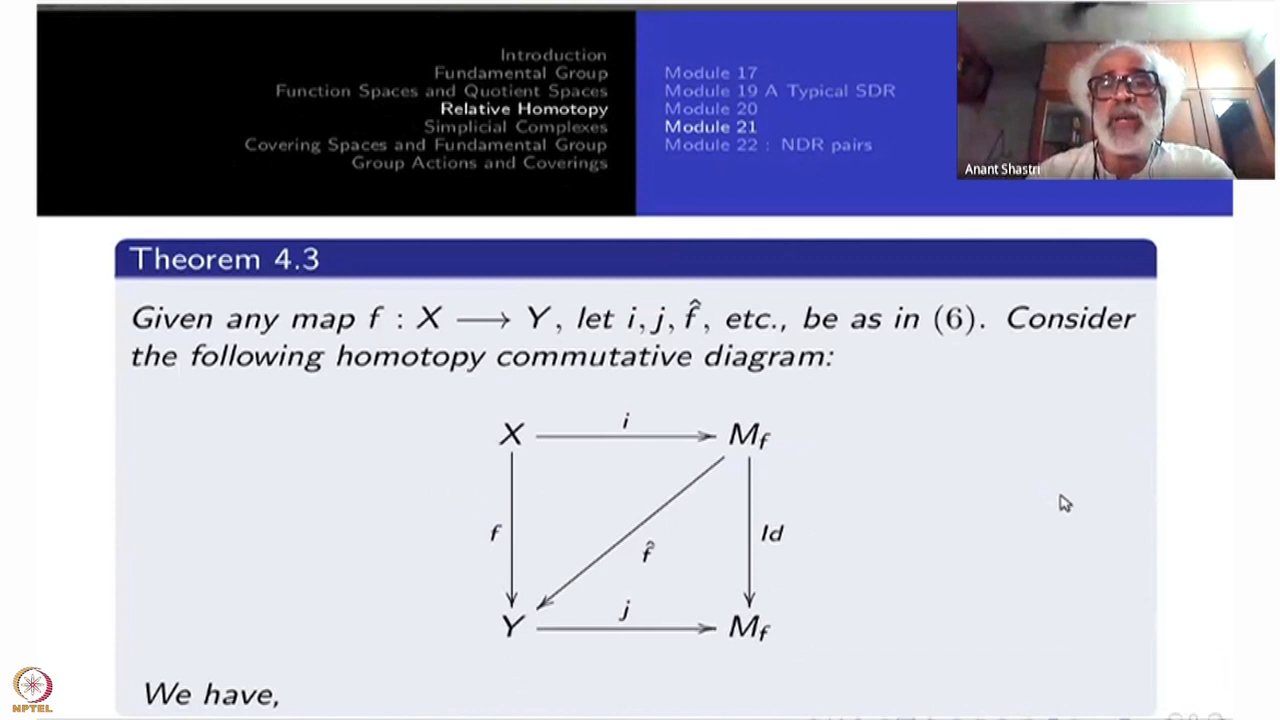 Introduction
Fundamental Group
Function Spaces and Quotient Spaces
Relative Homotopy
Simplicial Complexes
Covering Spaces and Fundamental Group
Group Actions and Coverings
Module 17
Module 19 A Typical SDR
Module 20
Module 21
Module 22 : NDR pairs
Anant Shastri
Theorem 4.3
Given any map f : X ⟶ Y, let i, j, f̂, etc., be as in (6). Consider
the following homotopy commutative diagram:
X i M_f
f f̂ Id
Y j M_f
We have,
NPTEL